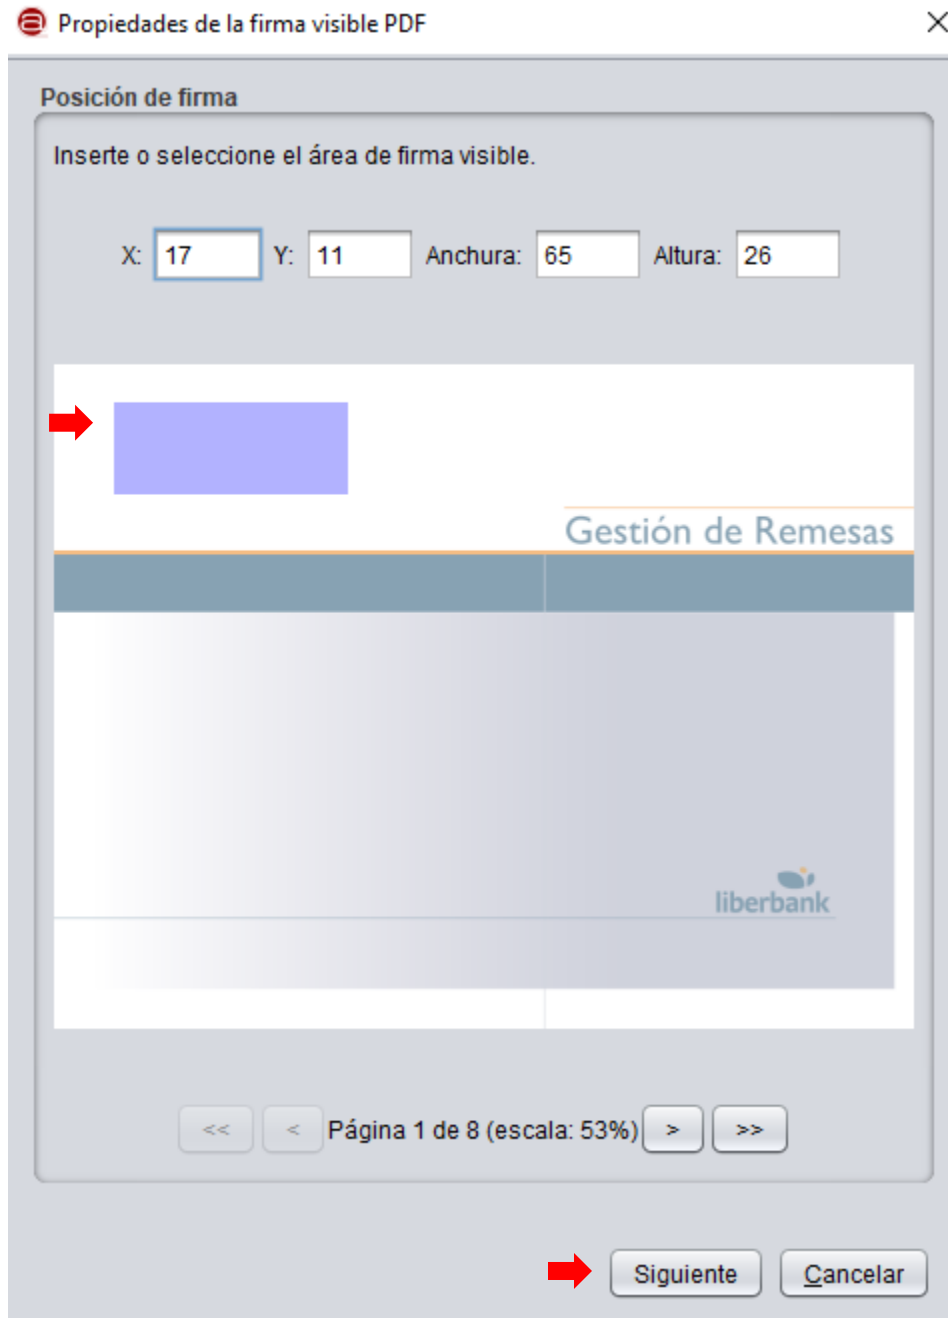 Propiedades de la firma visible PDF
Posición de firma
Inserte o seleccione el área de firma visible.
X: 17 Y: 11 Anchura: 65 Altura: 26
Gestión de Remesas
liberbank
<< < Página 1 de 8 (escala: 53%) > >>
Siguiente Cancelar